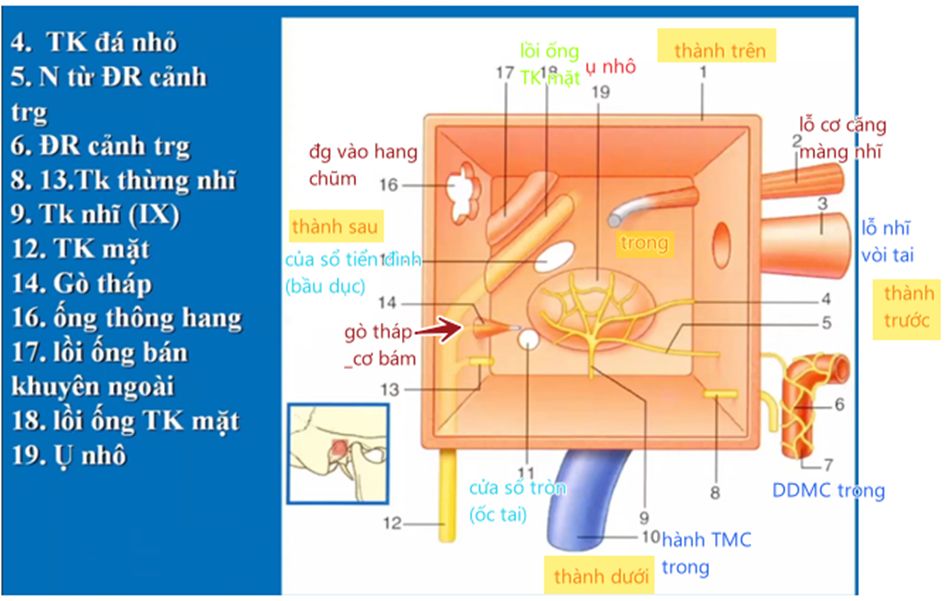 4. TK đá nhỏ
5. N từ ĐR cảnh
trg
6. ĐR cảnh trg
8. 13.Tk thừng nhĩ
9. Tk nhĩ (IX)
12. TK mặt
14. Gò tháp
16. ống thông hang
17. lồi ống bán
khuyên ngoài
18. lồi ống TK mặt
19. Ụ nhô
lồi ống
TK mặt
ụ nhô
thành trên
17
18
19
1
lỗ cơ căng
màng nhĩ
2
đg vào hang
chũm
16
3
lỗ nhĩ
vòi tai
thành sau
trong
cửa sổ tiền đình
(bầu dục)
1
thành
trước
14
4
gò tháp
_cơ bám
5
13
6
11
8
7
cửa sổ tròn
(ốc tai)
DDMC trong
12
9
10
hành TMC
trong
thành dưới